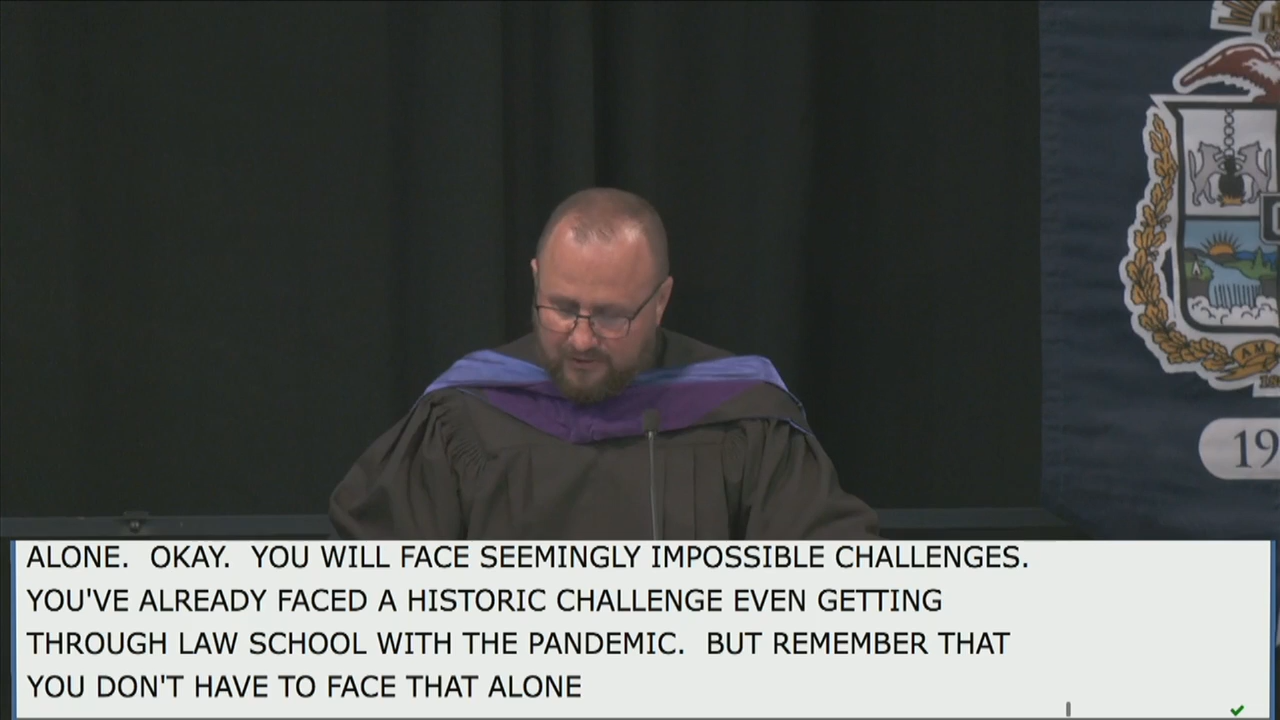 ALONE.  OKAY.  YOU WILL FACE SEEMINGLY IMPOSSIBLE CHALLENGES.
YOU'VE ALREADY FACED A HISTORIC CHALLENGE EVEN GETTING
THROUGH LAW SCHOOL WITH THE PANDEMIC.  BUT REMEMBER THAT
YOU DON'T HAVE TO FACE THAT ALONE
19